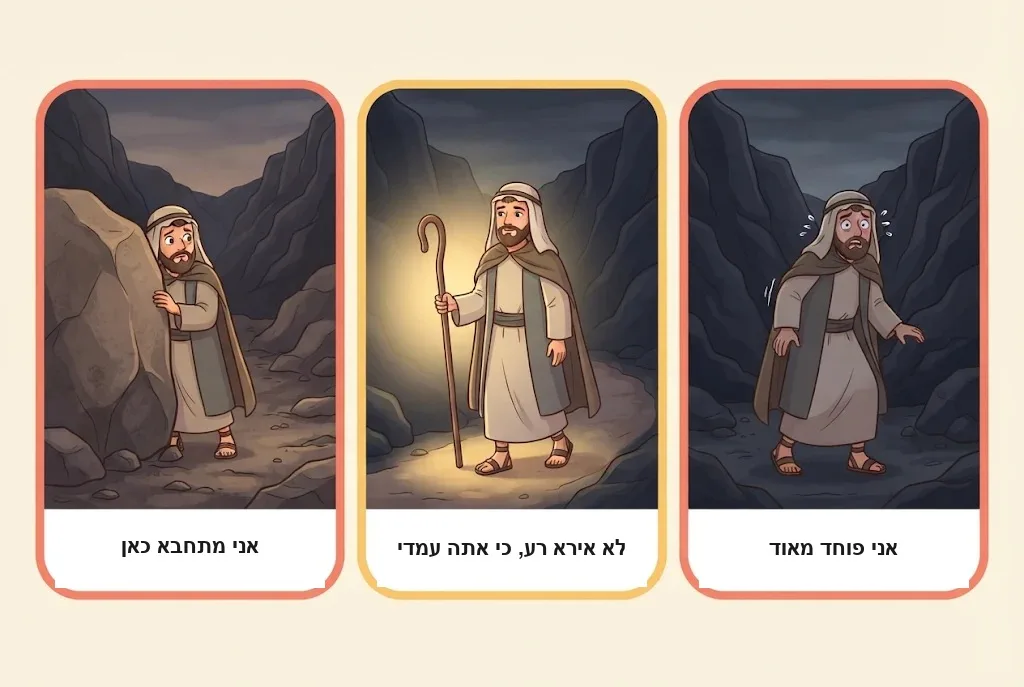 אני פוחד מאוד
לא אירא רע, כי אתה עמדי
אני מתחבא כאן